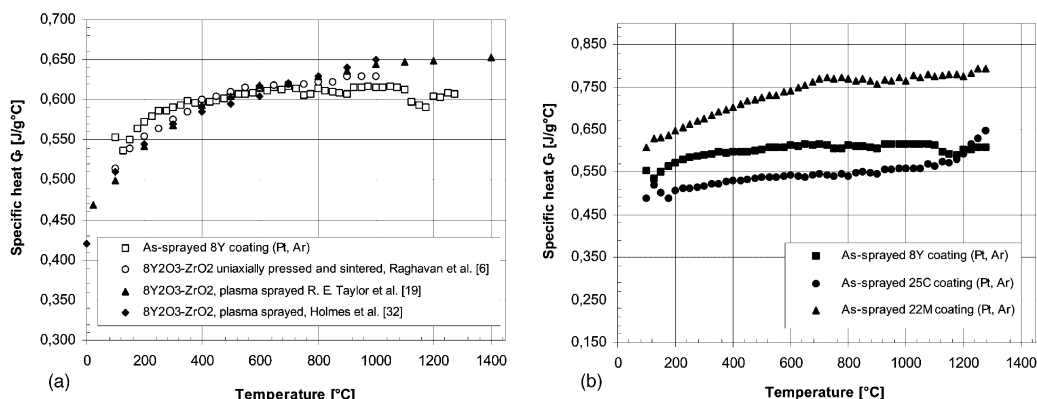 0,700
0,650
0,600
0,550
0,500
0,450
0,400
0,350
0,300
Specific heat CP [J/g°C]
0 200 400 600 800 1000 1200 1400
Temperature [°C]
As-sprayed 8Y coating (Pt, Ar)
8Y2O3-ZrO2 uniaxially pressed and sintered, Raghavan et al. [6]
8Y2O3-ZrO2, plasma sprayed R. E. Taylor et al. [19]
8Y2O3-ZrO2, plasma sprayed, Holmes et al. [32]
(a)
0,850
0,750
0,650
0,550
0,450
0,350
0,250
0,150
Specific heat CP [J/g°C]
0 200 400 600 800 1000 1200 1400
Temperature [°C]
As-sprayed 8Y coating (Pt, Ar)
As-sprayed 25C coating (Pt, Ar)
As-sprayed 22M coating (Pt, Ar)
(b)